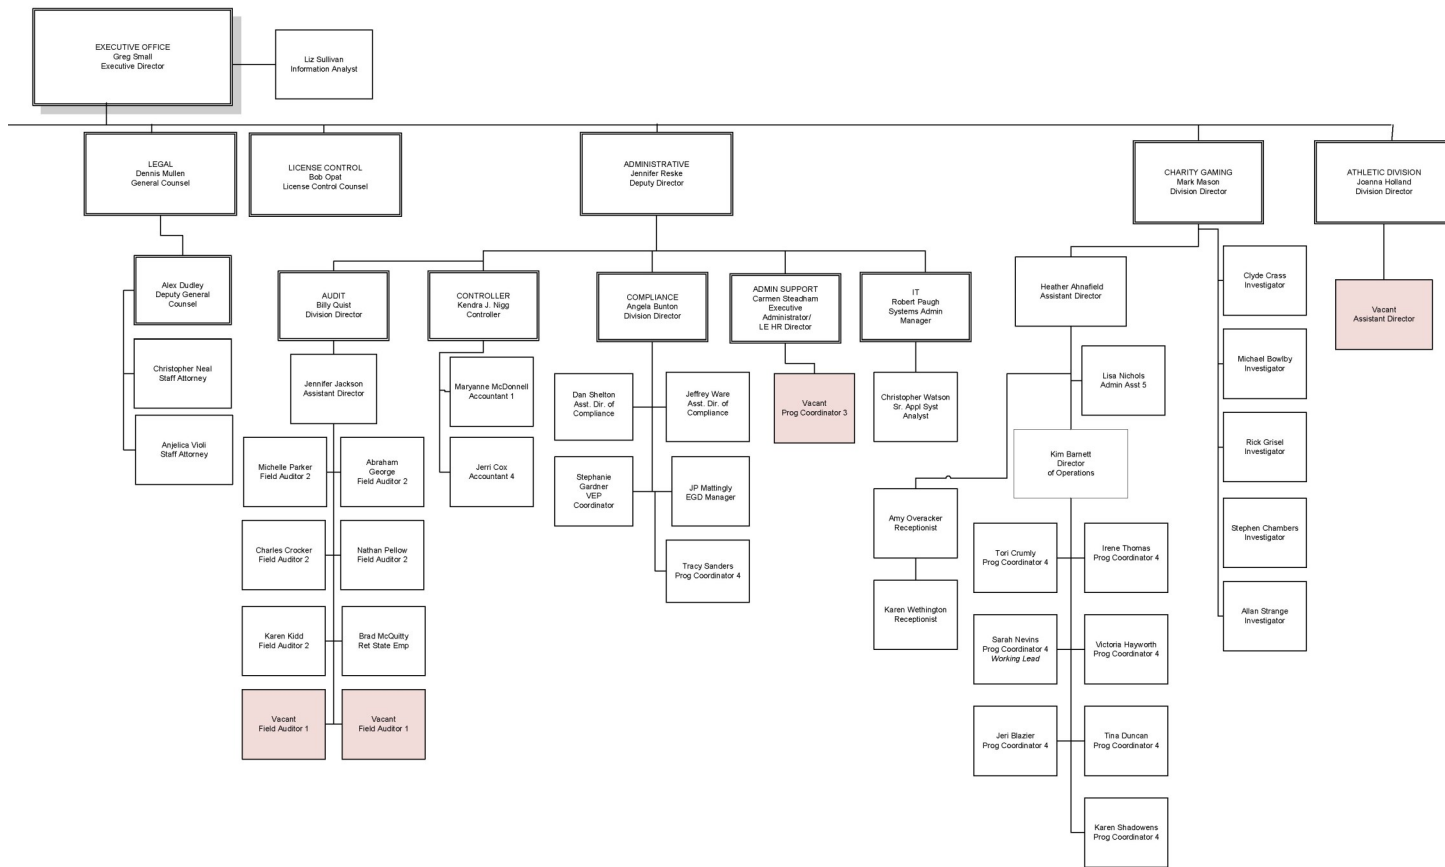 EXECUTIVE OFFICE
Greg Small
Executive Director
Liz Sullivan
Information Analyst
LEGAL
Dennis Mullen
General Counsel
LICENSE CONTROL
Bob Opat
License Control Counsel
ADMINISTRATIVE
Jennifer Reske
Deputy Director
CHARITY GAMING
Mark Mason
Division Director
ATHLETIC DIVISION
Joanna Holland
Division Director
Alex Dudley
Deputy General
Counsel
Christopher Neal
Staff Attorney
Anjelica Violi
Staff Attorney
AUDIT
Billy Quist
Division Director
Jennifer Jackson
Assistant Director
Michelle Parker
Field Auditor 2
Abraham
George
Field Auditor 2
Charles Crocker
Field Auditor 2
Nathan Pellow
Field Auditor 2
Karen Kidd
Field Auditor 2
Brad McQuitty
Ret State Emp
Vacant
Field Auditor 1
Vacant
Field Auditor 1
CONTROLLER
Kendra J. Nigg
Controller
Maryanne McDonnell
Accountant 1
Jerri Cox
Accountant 4
COMPLIANCE
Angela Bunton
Division Director
Dan Shelton
Asst. Dir. of
Compliance
Jeffrey Ware
Asst. Dir. of
Compliance
Stephanie
Gardner
VEP
Coordinator
JP Mattingly
EGD Manager
Tracy Sanders
Prog Coordinator 4
ADMIN SUPPORT
Carmen Steadham
Executive
Administrator/
LE HR Director
Vacant
Prog Coordinator 3
IT
Robert Paugh
Systems Admin
Manager
Christopher Watson
Sr. Appl Syst
Analyst
Heather Ahnafield
Assistant Director
Lisa Nichols
Admin Asst 5
Kim Barnett
Director
of Operations
Amy Overacker
Receptionist
Karen Wethington
Receptionist
Tori Crumly
Prog Coordinator 4
Irene Thomas
Prog Coordinator 4
Sarah Nevins
Prog Coordinator 4
Working Lead
Victoria Hayworth
Prog Coordinator 4
Jeri Blazier
Prog Coordinator 4
Tina Duncan
Prog Coordinator 4
Karen Shadowens
Prog Coordinator 4
Clyde Crass
Investigator
Michael Bowlby
Investigator
Rick Grisel
Investigator
Stephen Chambers
Investigator
Allan Strange
Investigator
Vacant
Assistant Director